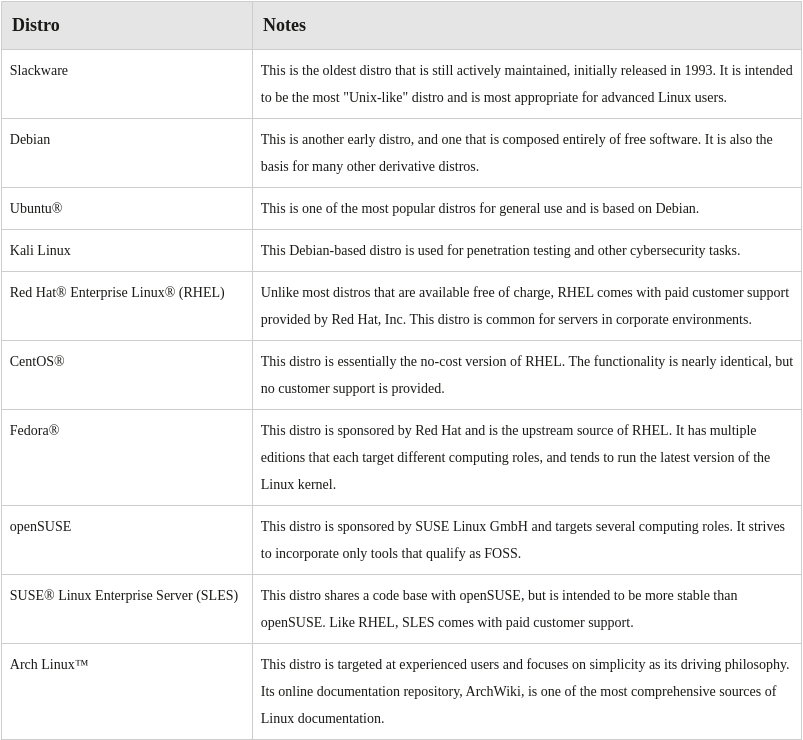 Distro Notes
Slackware This is the oldest distro that is still actively maintained, initially released in 1993. It is intended
to be the most "Unix-like" distro and is most appropriate for advanced Linux users.
Debian This is another early distro, and one that is composed entirely of free software. It is also the
basis for many other derivative distros.
Ubuntu® This is one of the most popular distros for general use and is based on Debian.
Kali Linux This Debian-based distro is used for penetration testing and other cybersecurity tasks.
Red Hat® Enterprise Linux® (RHEL) Unlike most distros that are available free of charge, RHEL comes with paid customer support
provided by Red Hat, Inc. This distro is common for servers in corporate environments.
CentOS® This distro is essentially the no-cost version of RHEL. The functionality is nearly identical, but
no customer support is provided.
Fedora® This distro is sponsored by Red Hat and is the upstream source of RHEL. It has multiple
editions that each target different computing roles, and tends to run the latest version of the
Linux kernel.
openSUSE This distro is sponsored by SUSE Linux GmbH and targets several computing roles. It strives
to incorporate only tools that qualify as FOSS.
SUSE® Linux Enterprise Server (SLES) This distro shares a code base with openSUSE, but is intended to be more stable than
openSUSE. Like RHEL, SLES comes with paid customer support.
Arch Linux™ This distro is targeted at experienced users and focuses on simplicity as its driving philosophy.
Its online documentation repository, ArchWiki, is one of the most comprehensive sources of
Linux documentation.